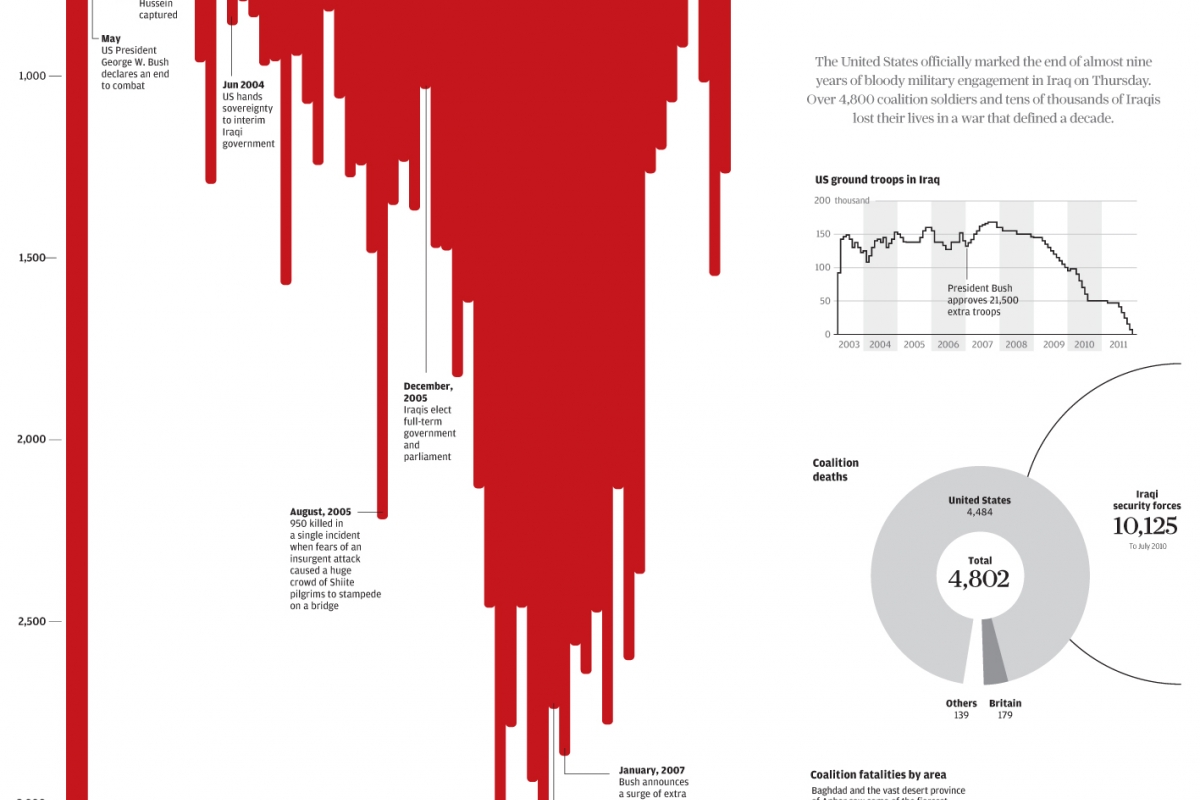 Hussein
captured
May
US President
George W. Bush
declares an end
to combat
1,000
Jun 2004
US hands
sovereignty
to interim
Iraqi
government
1,500
2,000
December,
2005
Iraqis elect
full-term
government
and
parliament
August, 2005
950 killed in
a single incident
when fears of an
insurgent attack
caused a huge
crowd of Shiite
pilgrims to stampede
on a bridge
2,500
January, 2007
Bush announces
a surge of extra
The United States officially marked the end of almost nine
years of bloody military engagement in Iraq on Thursday.
Over 4,800 coalition soldiers and tens of thousands of Iraqis
lost their lives in a war that defined a decade.
US ground troops in Iraq
200 thousand
150
100
50
0
President Bush
approves 21,500
extra troops
2003 2004 2005 2006 2007 2008 2009 2010 2011
Coalition
deaths
United States
4,484
Total
4,802
Others
139
Britain
179
Iraqi
security forces
10,125
To July 2010
Coalition fatalities by area
Baghdad and the vast desert province